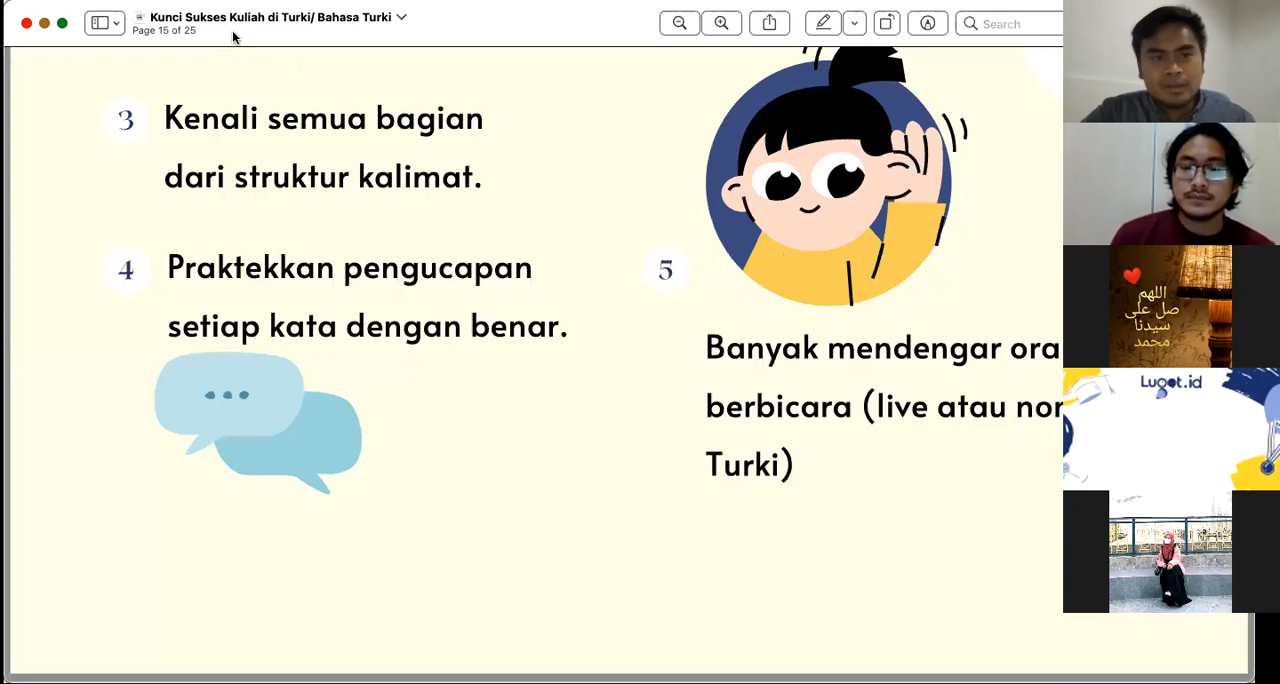 Kunci Sukses Kuliah di Turki/ Bahasa Turki
Page 15 of 25
Search
3 Kenali semua bagian
dari struktur kalimat.
4 Praktekkan pengucapan
setiap kata dengan benar.
5
Banyak mendengar ora
berbicara (live atau
Turki)
اللهم
صل على
سيدنا
محمد
Lugot.id